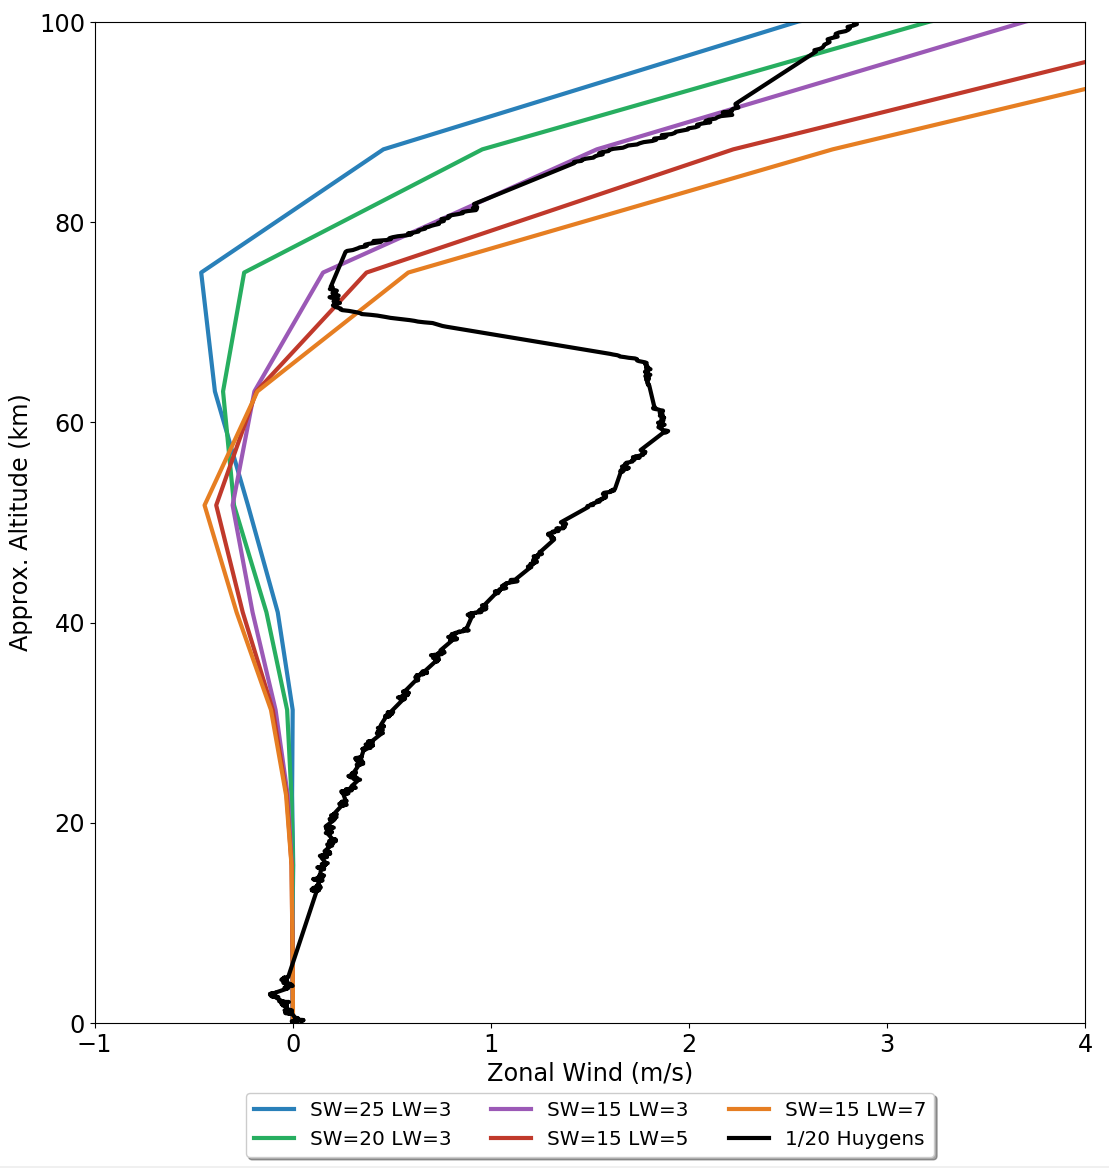 100
80
60
40
20
0
Approx. Altitude (km)
−1 0 1 2 3 4
Zonal Wind (m/s)
SW=25 LW=3 SW=15 LW=3 SW=15 LW=7
SW=20 LW=3 SW=15 LW=5 1/20 Huygens